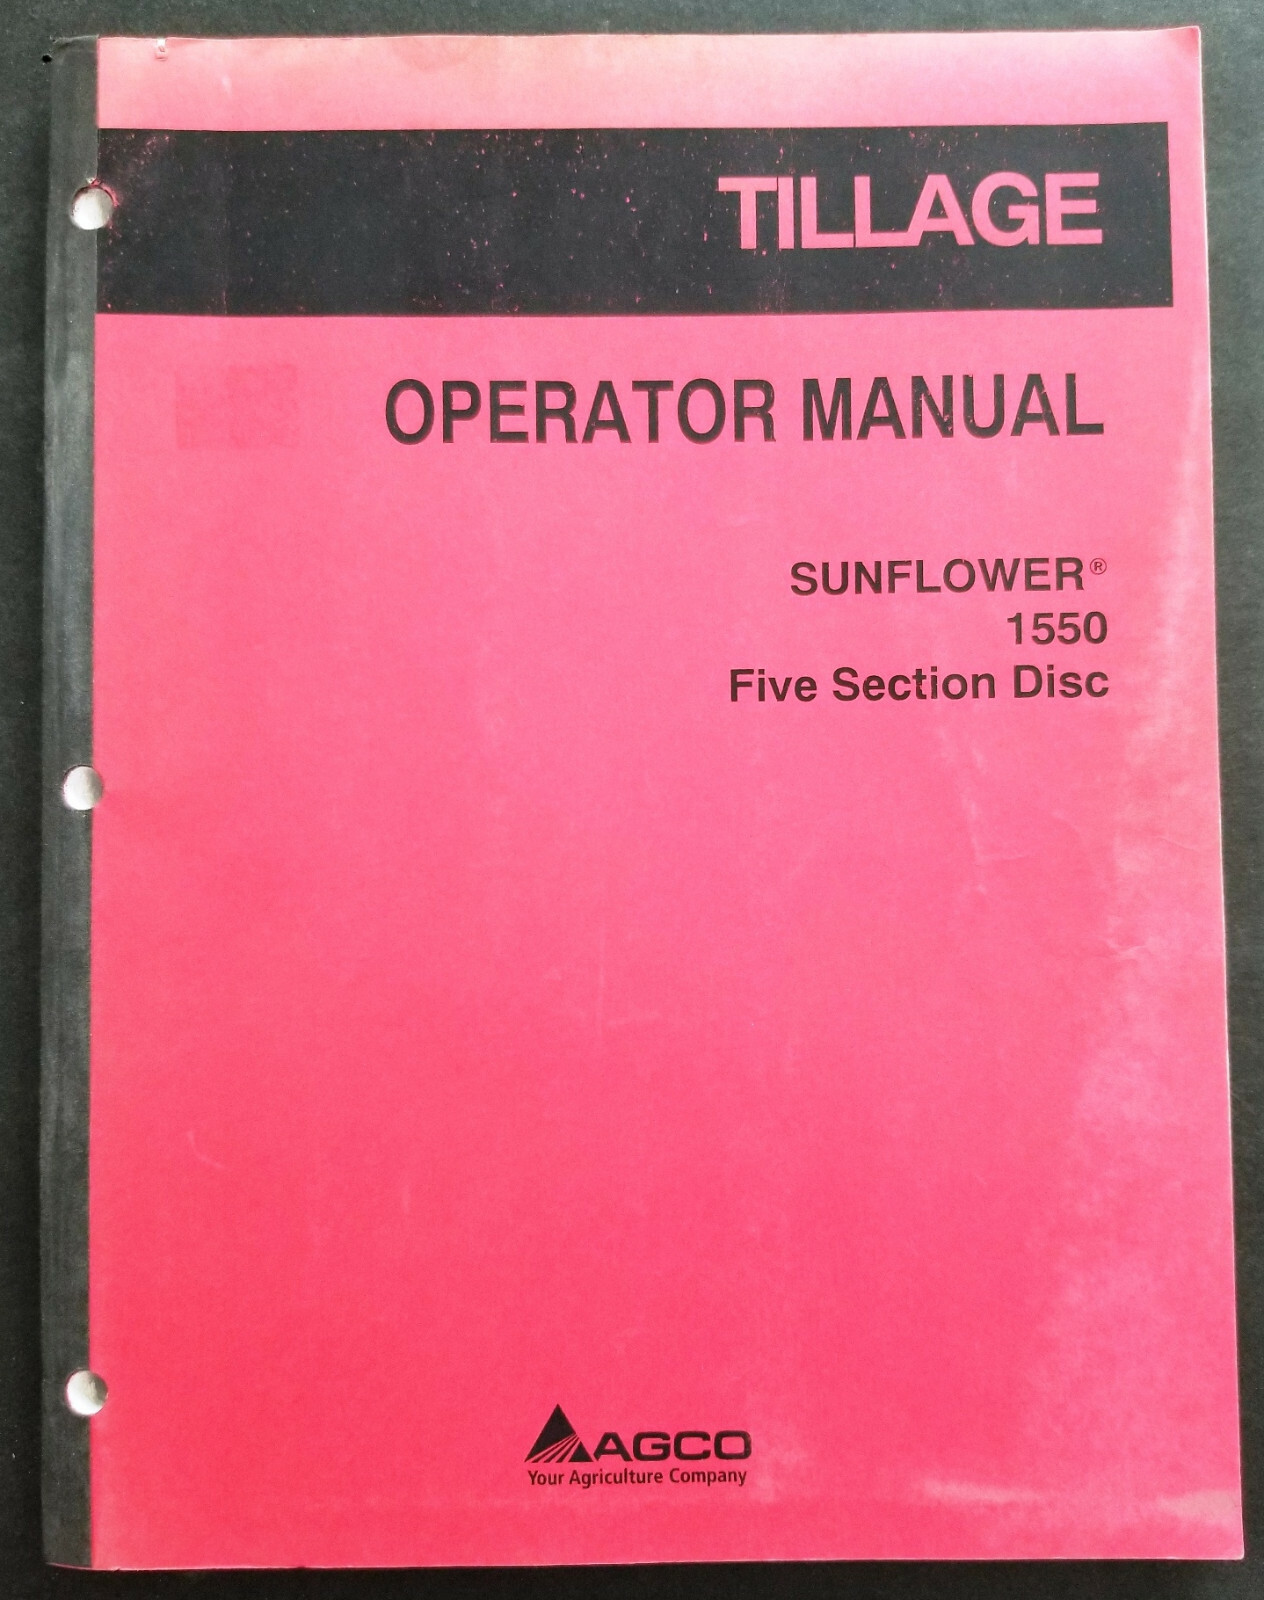 TILLAGE
OPERATOR MANUAL
SUNFLOWER®
1550
Five Section Disc
AGCO
Your Agriculture Company